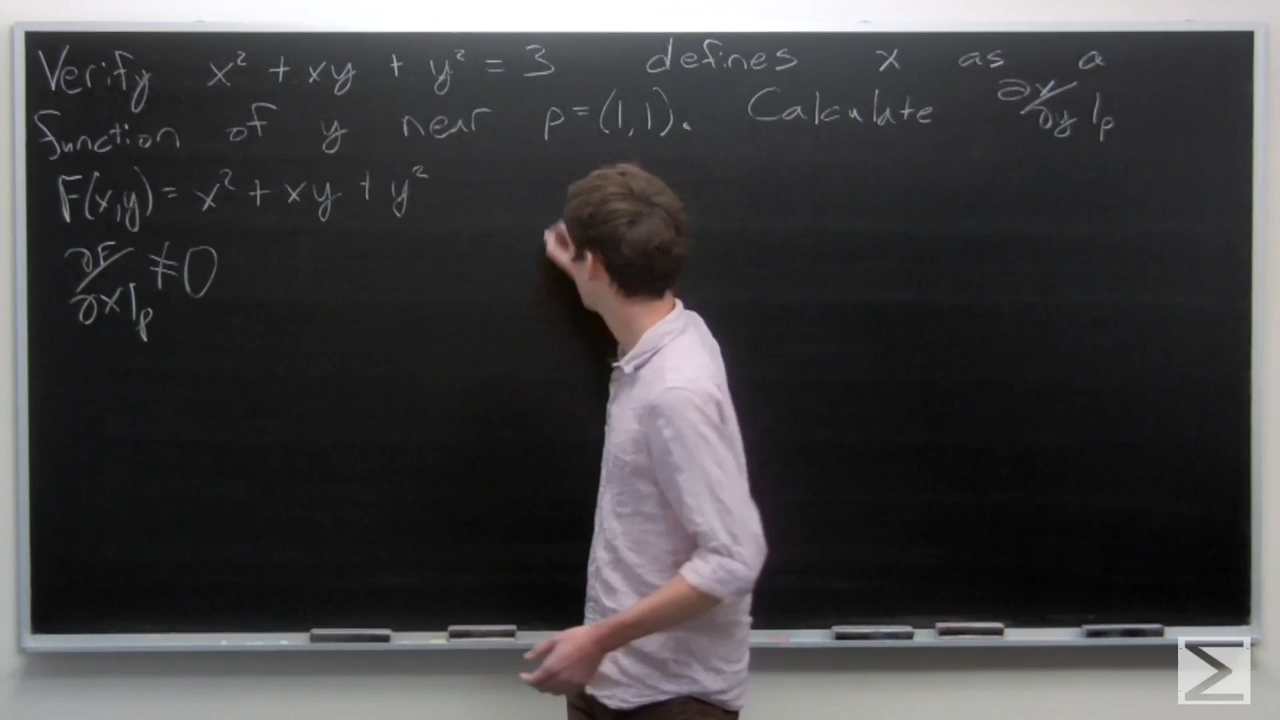 Verify x² + xy + y² = 3 defines x as a
function of y near p=(1,1). Calculate ∂x/∂y|ₚ
F(x,y) = x² + xy + y²
∂F/∂x|ₚ ≠ 0
Σ